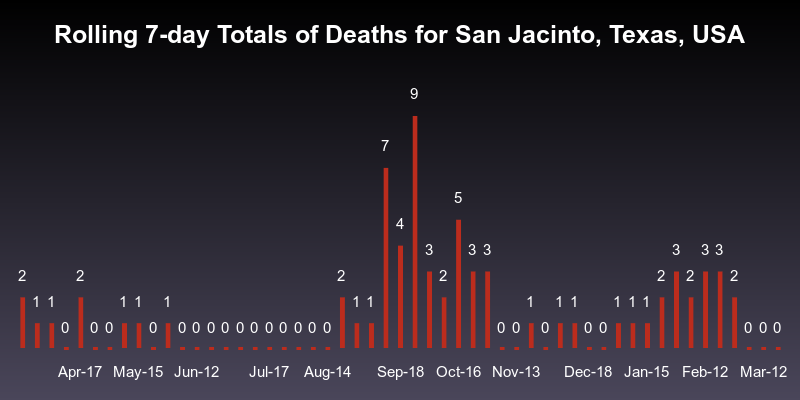 Rolling 7-day Totals of Deaths for San Jacinto, Texas, USA
9
7
5
4
3 3 3 3 3 3
2 2 2 2 2 2 2
1 1 1 1 1 1 1 1 1 1 1 1 1
0 0 0 0 0 0 0 0 0 0 0 0 0 0 0 0 0 0 0 0 0 0 0
Apr-17 May-15 Jun-12 Jul-17 Aug-14 Sep-18 Oct-16 Nov-13 Dec-18 Jan-15 Feb-12 Mar-12